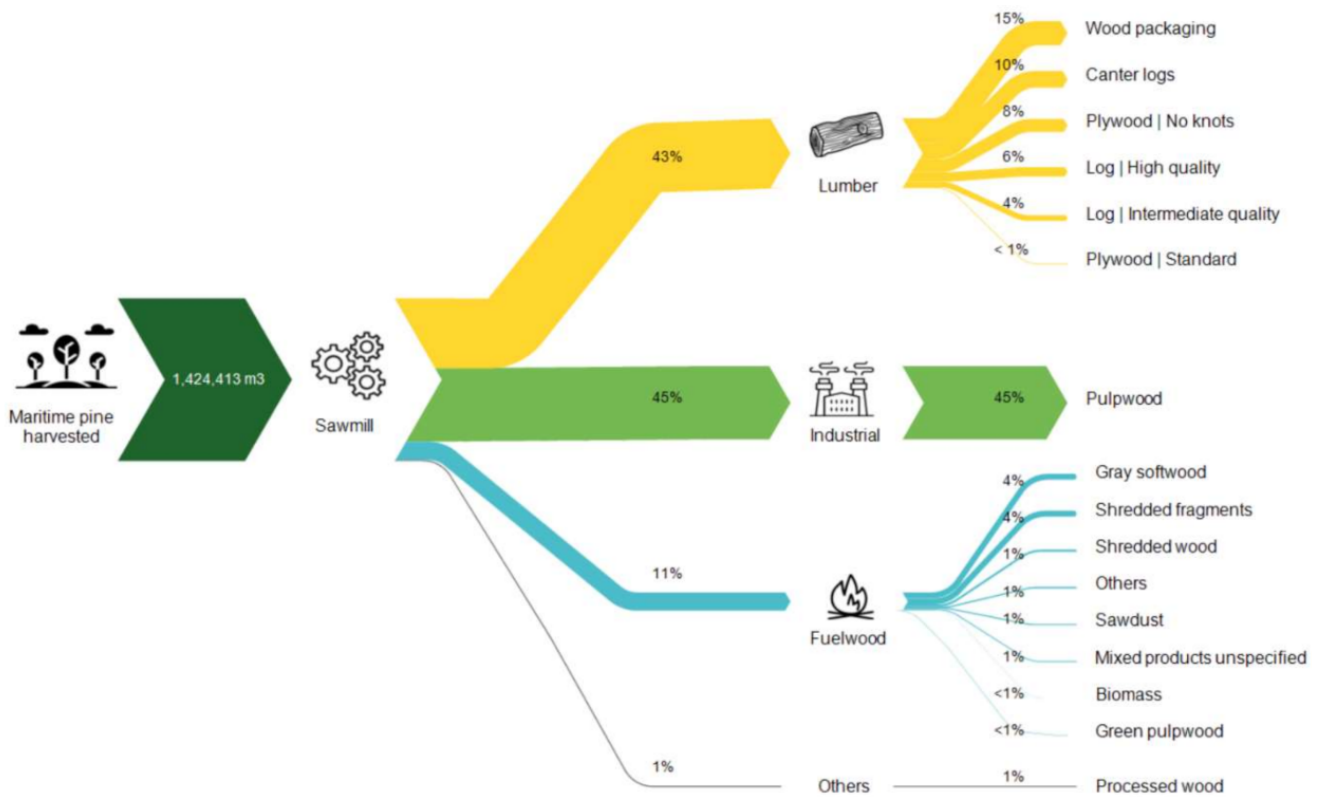 15%
Wood packaging
10%
Canter logs
8%
Plywood | No knots
43%
6%
Log | High quality
Lumber
4%
Log | Intermediate quality
< 1%
Plywood | Standard
1,424,413 m3
Maritime pine
harvested
Sawmill
45%
Industrial
45%
Pulpwood
4%
Gray softwood
4%
Shredded fragments
1%
Shredded wood
11%
1%
Others
1%
Sawdust
Fuelwood
1%
Mixed products unspecified
<1%
Biomass
<1%
Green pulpwood
1%
Others
1%
Processed wood